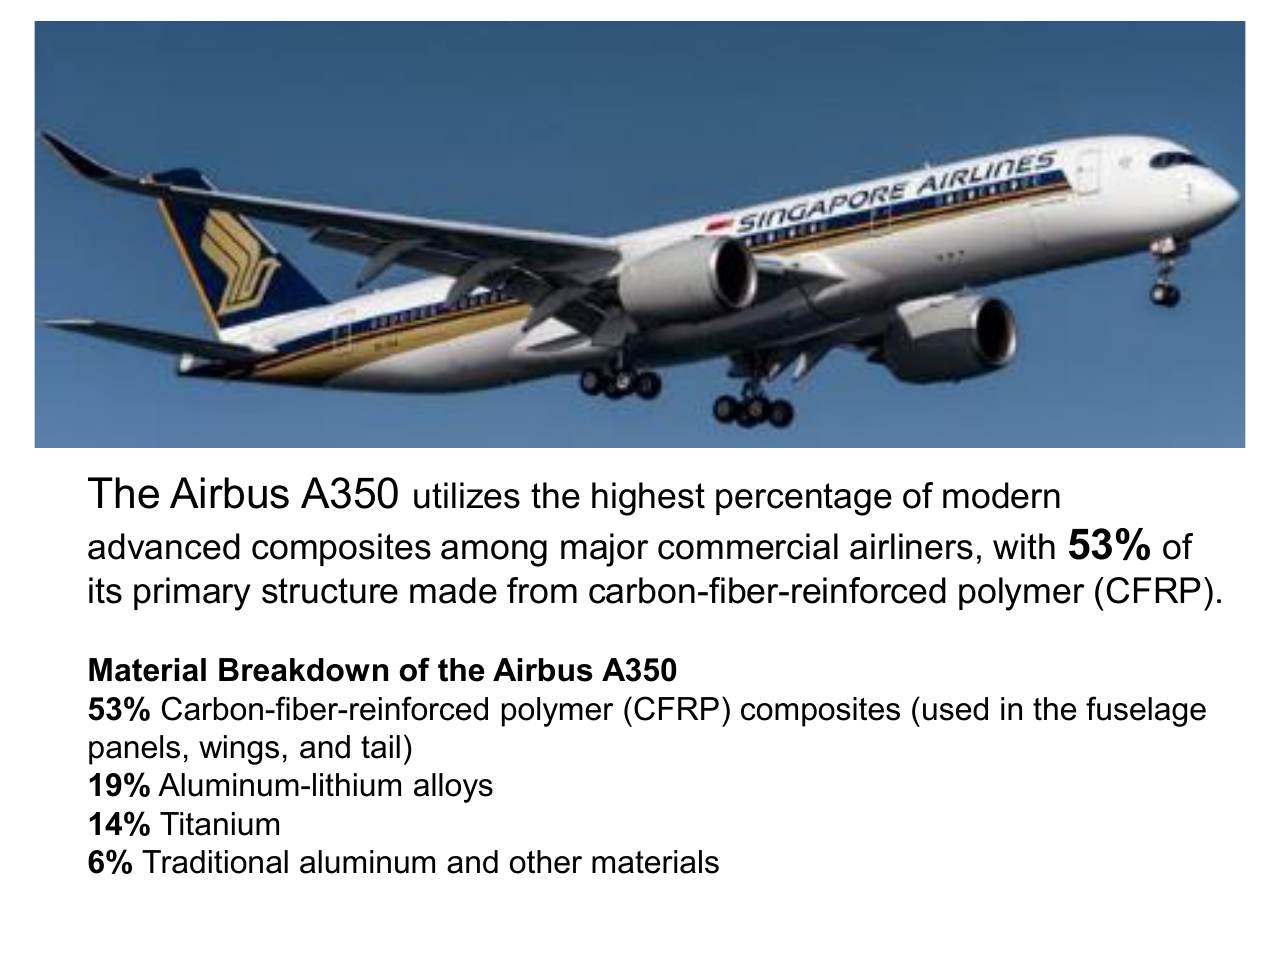 SINGAPORE AIRLINES
The Airbus A350 utilizes the highest percentage of modern
advanced composites among major commercial airliners, with 53% of
its primary structure made from carbon-fiber-reinforced polymer (CFRP).
Material Breakdown of the Airbus A350
53% Carbon-fiber-reinforced polymer (CFRP) composites (used in the fuselage
panels, wings, and tail)
19% Aluminum-lithium alloys
14% Titanium
6% Traditional aluminum and other materials